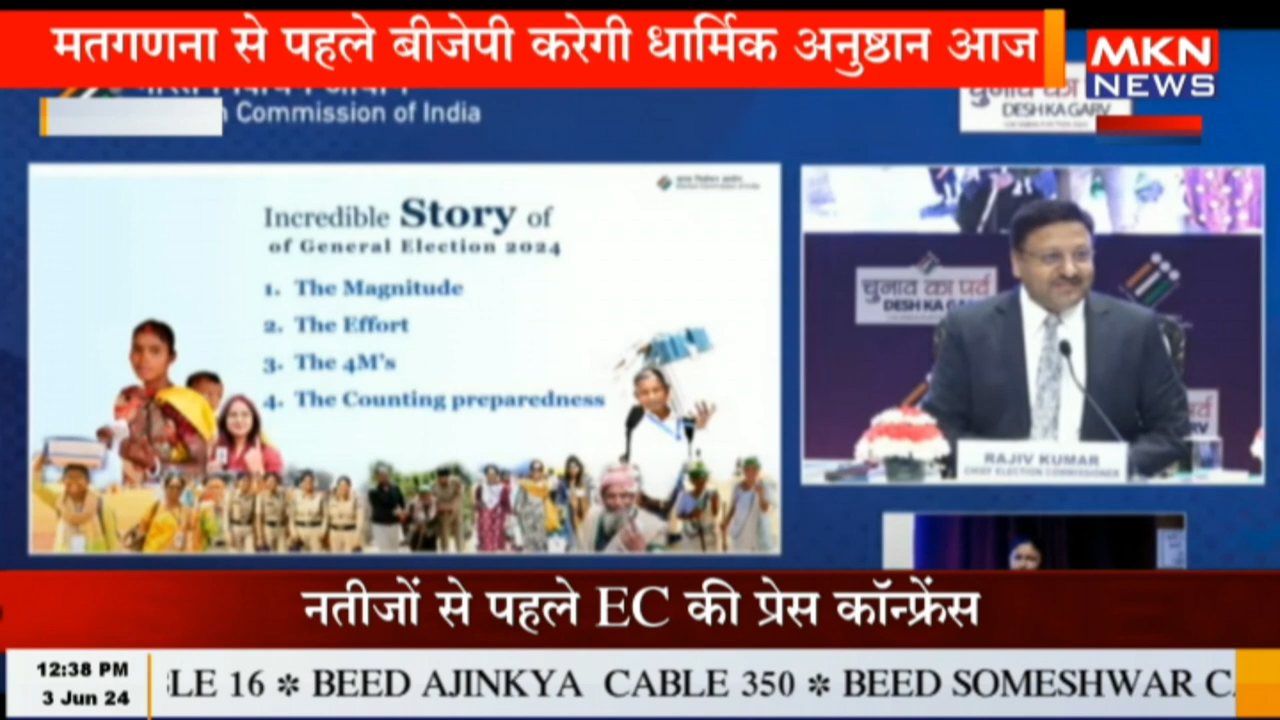 मतगणना से पहले बीजेपी करेगी धार्मिक अनुष्ठान आज
MKN
NEWS
Commission of India
DESH KA GARV
Incredible Story of
of General Election 2024
1. The Magnitude
2. The Effort
3. The 4M's
4. The Counting preparedness
चुनाव का पर्व
DESH KA GARV
RAJIV KUMAR
CHIEF ELECTION COMMISSIONER
नतीजों से पहले EC की प्रेस कॉन्फ्रेंस
12:38 PM
3 Jun 24
LE 16 * BEED AJINKYA CABLE 350 * BEED SOMESHWAR